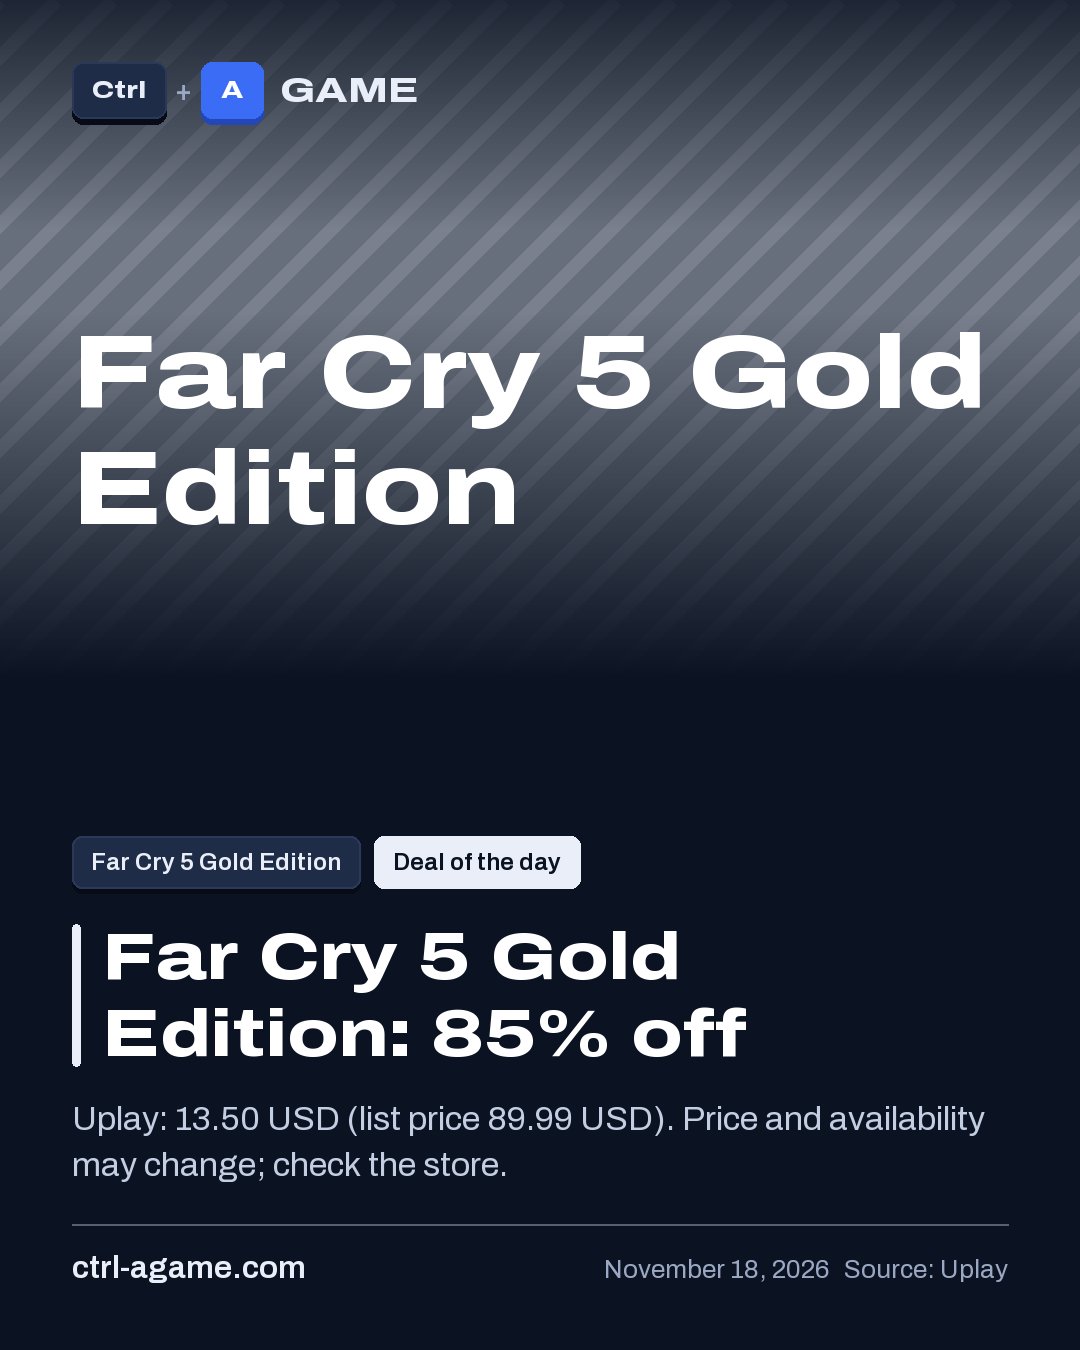 Ctrl + A GAME
Far Cry 5 Gold
Edition
Far Cry 5 Gold Edition Deal of the day
Far Cry 5 Gold
Edition: 85% off
Uplay: 13.50 USD (list price 89.99 USD). Price and availability
may change; check the store.
ctrl-agame.com November 18, 2026 Source: Uplay